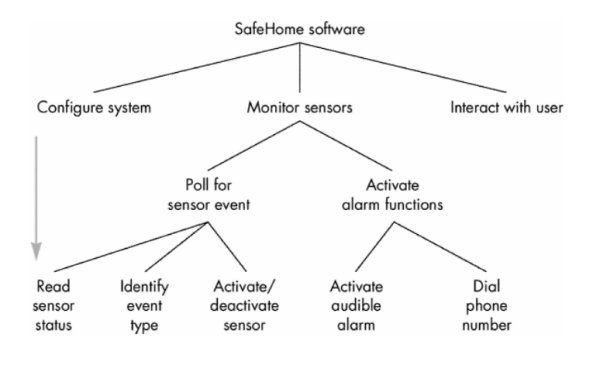 SafeHome software
Configure system
Monitor sensors
Interact with user
Poll for
sensor event
Activate
alarm functions
Read
sensor
status
Identify
event
type
Activate/
deactivate
sensor
Activate
audible
alarm
Dial
phone
number